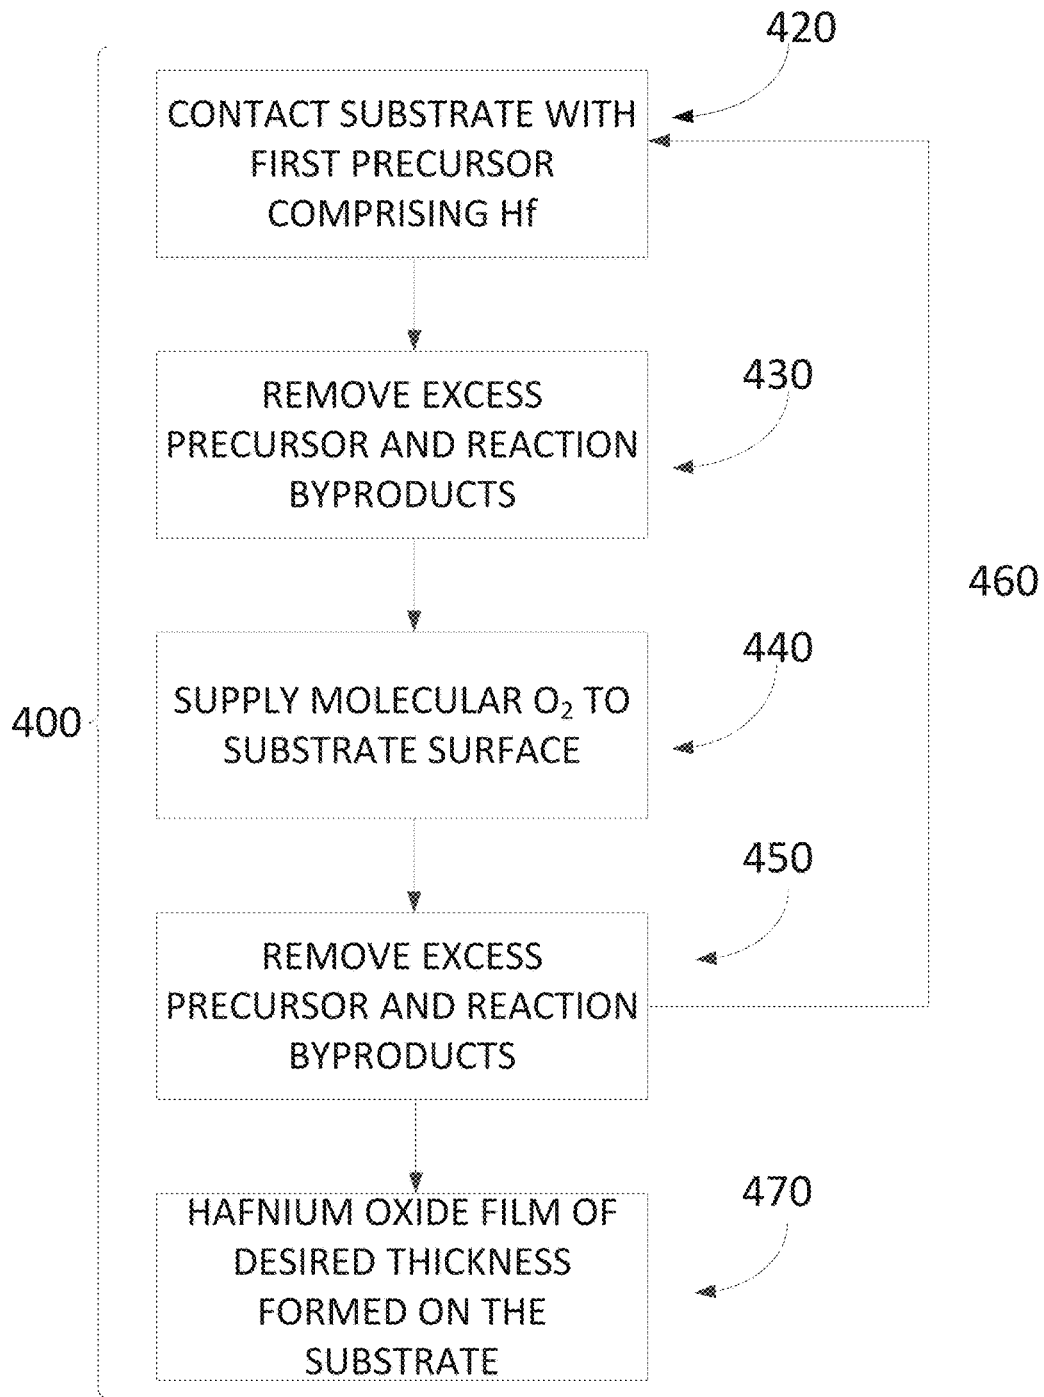 420
CONTACT SUBSTRATE WITH
FIRST PRECURSOR
COMPRISING Hf
430
REMOVE EXCESS
PRECURSOR AND REACTION
BYPRODUCTS
460
440
SUPPLY MOLECULAR O₂ TO
SUBSTRATE SURFACE
400
450
REMOVE EXCESS
PRECURSOR AND REACTION
BYPRODUCTS
470
HAFNIUM OXIDE FILM OF
DESIRED THICKNESS
FORMED ON THE
SUBSTRATE